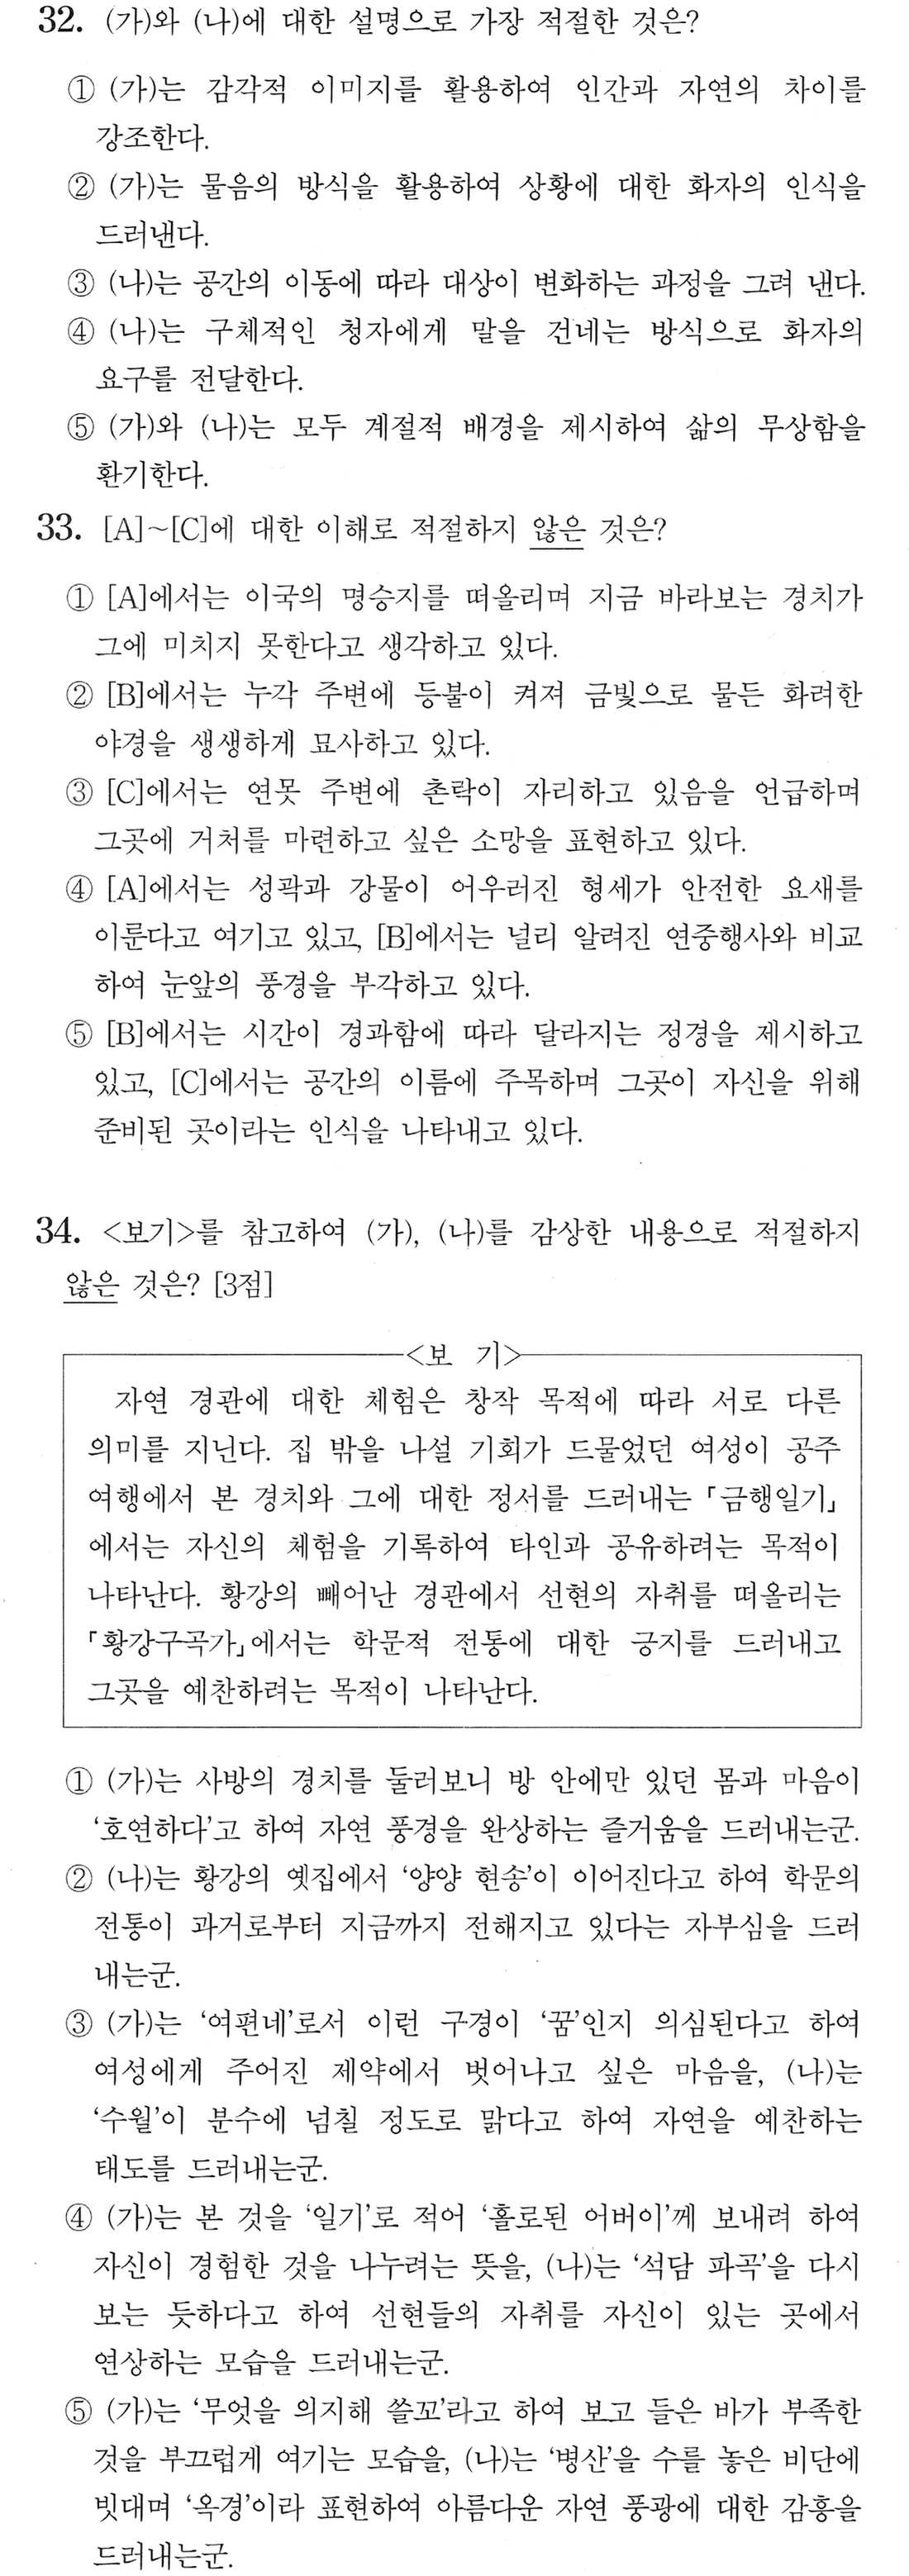 32. (가)와 (나)에 대한 설명으로 가장 적절한 것은?
① (가)는 감각적 이미지를 활용하여 인간과 자연의 차이를
강조한다.
② (가)는 물음의 방식을 활용하여 상황에 대한 화자의 인식을
드러낸다.
③ (나)는 공간의 이동에 따라 대상이 변화하는 과정을 그려 낸다.
④ (나)는 구체적인 청자에게 말을 건네는 방식으로 화자의
요구를 전달한다.
⑤ (가)와 (나)는 모두 계절적 배경을 제시하여 삶의 무상함을
환기한다.
33. [A]~[C]에 대한 이해로 적절하지 않은 것은?
① [A]에서는 이국의 명승지를 떠올리며 지금 바라보는 경치가
그에 미치지 못한다고 생각하고 있다.
② [B]에서는 누각 주변에 등불이 켜져 금빛으로 물든 화려한
야경을 생생하게 묘사하고 있다.
③ [C]에서는 연못 주변에 촌락이 자리하고 있음을 언급하며
그곳에 거처를 마련하고 싶은 소망을 표현하고 있다.
④ [A]에서는 성곽과 강물이 어우러진 형세가 안전한 요새를
이룬다고 여기고 있고, [B]에서는 널리 알려진 연중행사와 비교
하여 눈앞의 풍경을 부각하고 있다.
⑤ [B]에서는 시간이 경과함에 따라 달라지는 정경을 제시하고
있고, [C]에서는 공간의 이름에 주목하며 그곳이 자신을 위해
준비된 곳이라는 인식을 나타내고 있다.
34. <보기>를 참고하여 (가), (나)를 감상한 내용으로 적절하지
않은 것은? [3점]
<보 기>
자연 경관에 대한 체험은 창작 목적에 따라 서로 다른
의미를 지닌다. 집 밖을 나설 기회가 드물었던 여성이 공주
여행에서 본 경치와 그에 대한 정서를 드러내는 「금행일기」
에서는 자신의 체험을 기록하여 타인과 공유하려는 목적이
나타난다. 황강의 빼어난 경관에서 선현의 자취를 떠올리는
「황강구곡가」에서는 학문적 전통에 대한 긍지를 드러내고
그곳을 예찬하려는 목적이 나타난다.
① (가)는 사방의 경치를 둘러보니 방 안에만 있던 몸과 마음이
‘호연하다’고 하여 자연 풍경을 완상하는 즐거움을 드러내는군.
② (나)는 황강의 옛집에서 ‘양양 현송’이 이어진다고 하여 학문의
전통이 과거로부터 지금까지 전해지고 있다는 자부심을 드러
내는군.
③ (가)는 ‘여편네’로서 이런 구경이 ‘꿈’인지 의심된다고 하여
여성에게 주어진 제약에서 벗어나고 싶은 마음을, (나)는
‘수월’이 분수에 넘칠 정도로 맑다고 하여 자연을 예찬하는
태도를 드러내는군.
④ (가)는 본 것을 ‘일기’로 적어 ‘홀로된 어버이’께 보내려 하여
자신이 경험한 것을 나누려는 뜻을, (나)는 ‘석담 파곡’을 다시
보는 듯하다고 하여 선현들의 자취를 자신이 있는 곳에서
연상하는 모습을 드러내는군.
⑤ (가)는 ‘무엇을 의지해 쓸꼬’라고 하여 보고 들은 바가 부족한
것을 부끄럽게 여기는 모습을, (나)는 ‘병산’을 수를 놓은 비단에
빗대며 ‘옥경’이라 표현하여 아름다운 자연 풍광에 대한 감흥을
드러내는군.